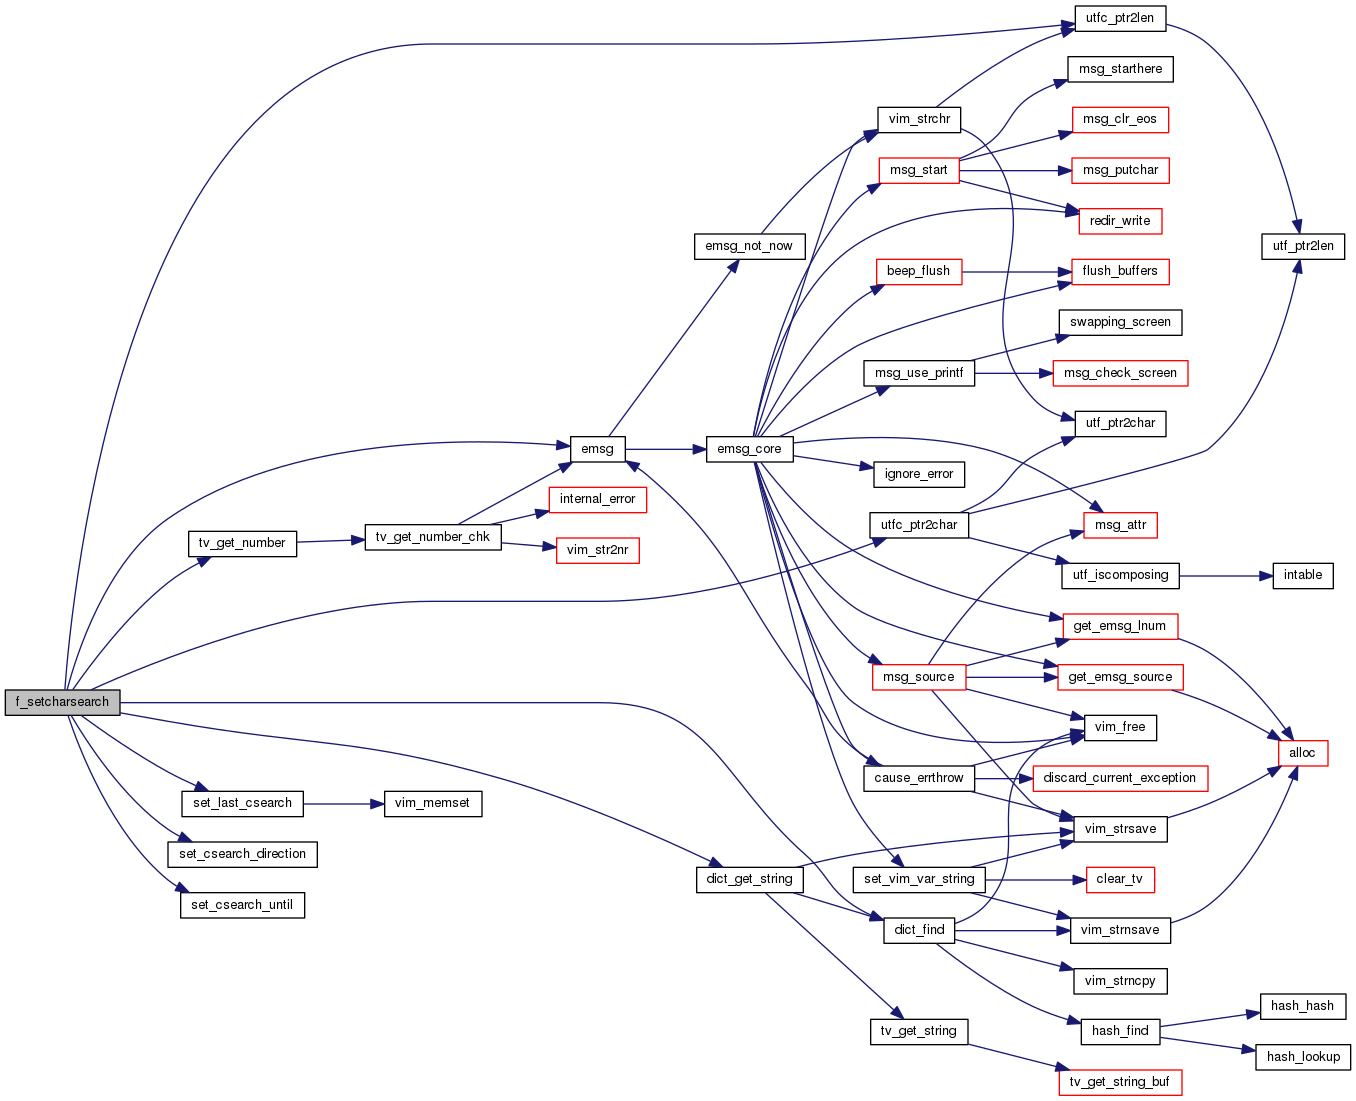 utfc_ptr2len
msg_starthere
vim_strchr
msg_clr_eos
msg_start
msg_putchar
redir_write
emsg_not_now
utf_ptr2len
beep_flush
flush_buffers
swapping_screen
msg_use_printf
msg_check_screen
utf_ptr2char
emsg
emsg_core
ignore_error
internal_error
utfc_ptr2char
msg_attr
tv_get_number
tv_get_number_chk
vim_str2nr
utf_iscomposing
intable
get_emsg_lnum
msg_source
get_emsg_source
f_setcharsearch
vim_free
alloc
cause_errthrow
discard_current_exception
set_last_csearch
vim_memset
vim_strsave
set_csearch_direction
dict_get_string
set_vim_var_string
clear_tv
set_csearch_until
dict_find
vim_strnsave
vim_strncpy
hash_hash
tv_get_string
hash_find
hash_lookup
tv_get_string_buf